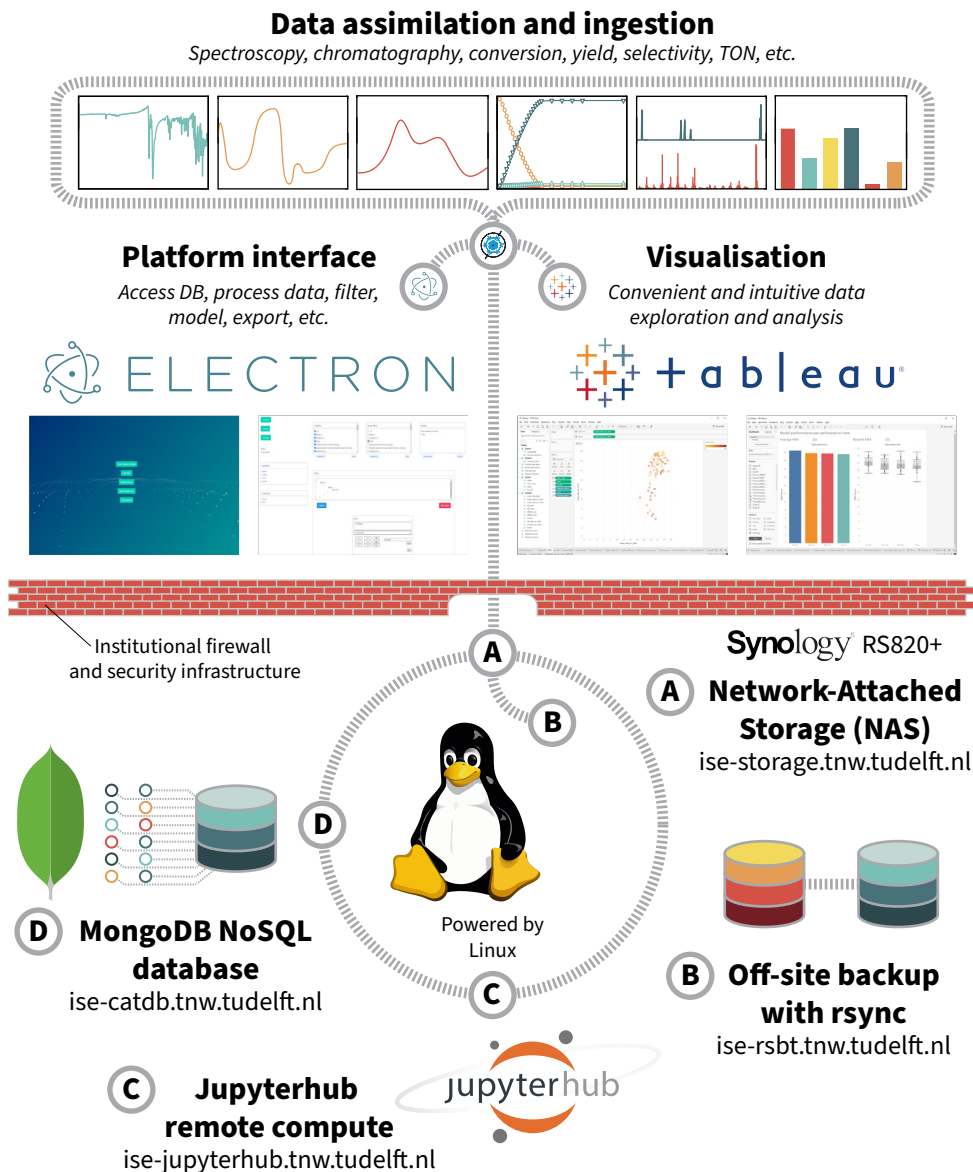 Data assimilation and ingestion
Spectroscopy, chromatography, conversion, yield, selectivity, TON, etc.
Platform interface
Access DB, process data, filter,
model, export, etc.
ELECTRON
Visualisation
Convenient and intuitive data
exploration and analysis
+ableau®
Institutional firewall
and security infrastructure
A
B
D
C
Powered by
Linux
Synology® RS820+
A Network-Attached
Storage (NAS)
ise-storage.tnw.tudelft.nl
D MongoDB NoSQL
database
ise-catdb.tnw.tudelft.nl
B Off-site backup
with rsync
ise-rsbt.tnw.tudelft.nl
jupyterhub
C Jupyterhub
remote compute
ise-jupyterhub.tnw.tudelft.nl